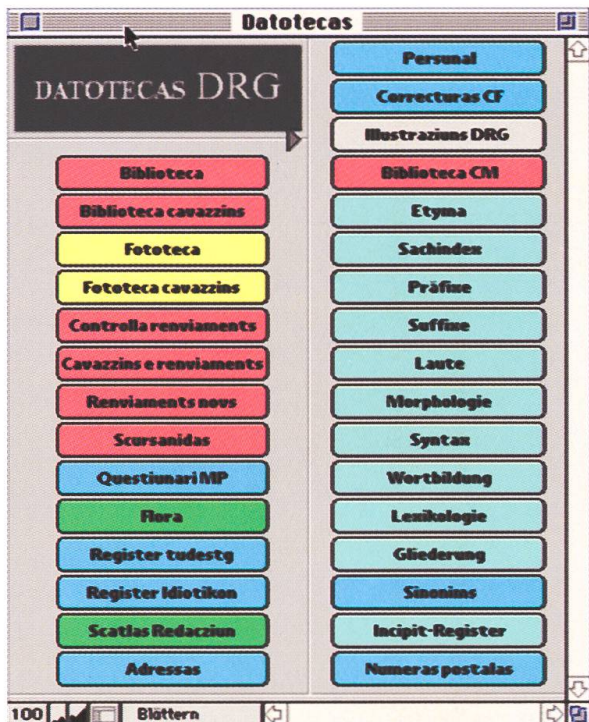 Datotecas
DATOTECAS DRG
Biblioteca
Biblioteca cavazzins
Fototeca
Fototeca cavazzins
Controlla renviaments
Cavazzins e renviaments
Renviaments novs
Scursanidas
Questiunari MP
Flora
Register tudestg
Register Idiotikon
Scatlas Redacziun
Adressas
Persunal
Correcturas CF
Illustraziuns DRG
Biblioteca CM
Etyma
Sachindex
Präfixe
Suffixe
Laute
Morphologie
Syntax
Wortbildung
Lexikologie
Gliederung
Sinonims
Incipit-Register
Numeras postalas
100 Blättern